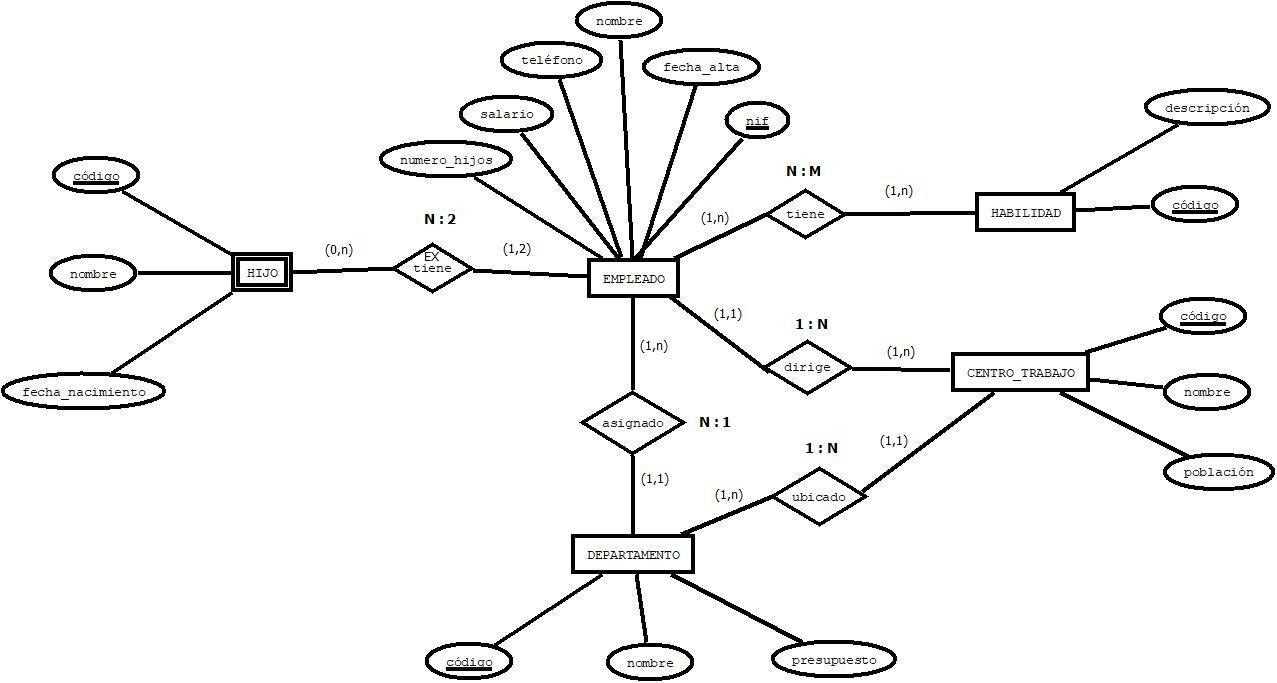 nombre
teléfono
fecha_alta
salario
nif
descripción
numero_hijos
código
N:M
(1,n)
(1,n)
tiene
HABILIDAD
código
N:2
(0,n)
EX
tiene
(1,2)
nombre
HIJO
EMPLEADO
(1,1)
1:N
código
(1,n)
(1,n)
dirige
CENTRO_TRABAJO
nombre
fecha_nacimiento
asignado
N:1
1:N
(1,1)
población
(1,1)
(1,n)
ubicado
DEPARTAMENTO
código
nombre
presupuesto